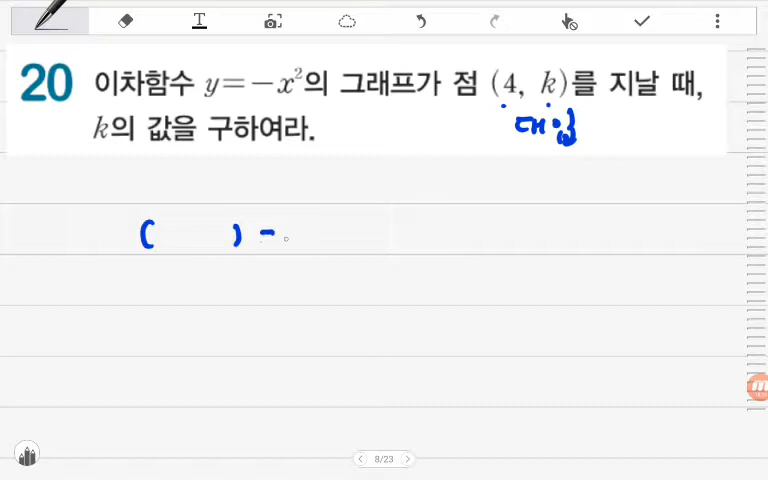 T
20 이차함수 y=-x²의 그래프가 점 (4, k)를 지날 때,
k의 값을 구하여라.
대입
( ) -
8/23